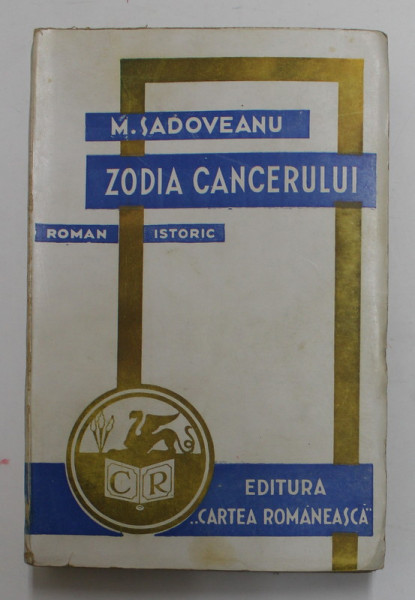 M. SADOVEANU
ZODIA CANCERULUI
ROMAN ISTORIC
CR
EDITURA
„CARTEA ROMÂNEASCĂ"